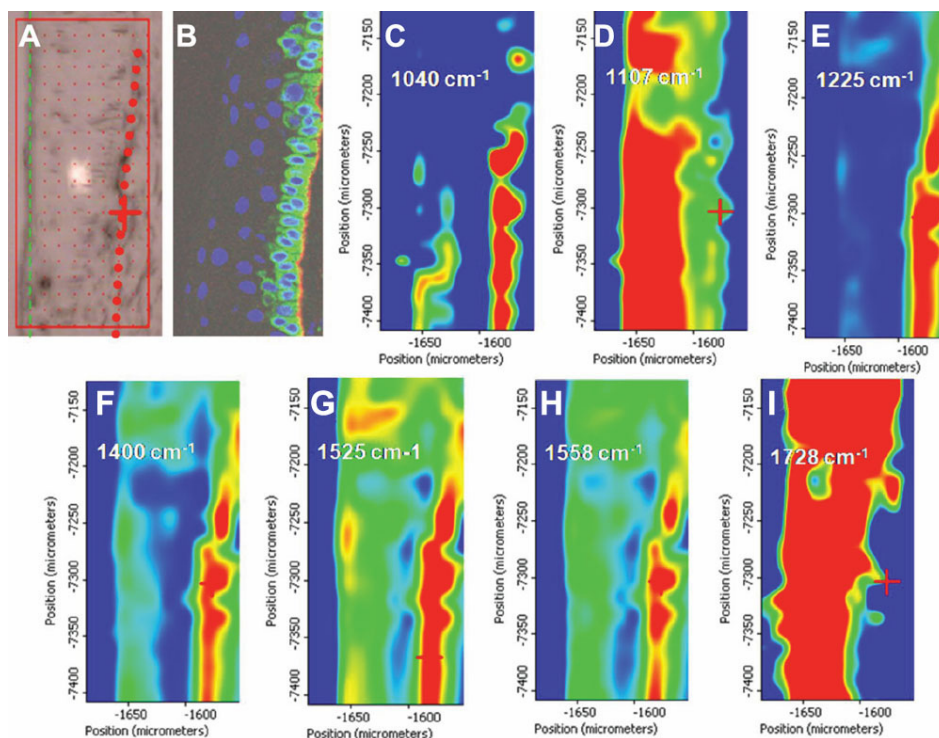 A
B
C
1040 cm-1
D
1107 cm-1
E
1225 cm-1
Position (micrometers)
-7150
-7200
-7250
-7300
-7350
-7400
-1650
-1600
Position (micrometers)
Position (micrometers)
-7150
-7200
-7250
-7300
-7350
-7400
-1650
-1600
Position (micrometers)
Position (micrometers)
-7150
-7200
-7250
-7300
-7350
-7400
-1650
-1600
Position (micrometers)
F
1400 cm-1
G
1525 cm-1
H
1558 cm-1
I
1728 cm-1
Position (micrometers)
-7150
-7200
-7250
-7300
-7350
-7400
-1650
-1600
Position (micrometers)
Position (micrometers)
-7150
-7200
-7250
-7300
-7350
-7400
-1650
-1600
Position (micrometers)
Position (micrometers)
-7150
-7200
-7250
-7300
-7350
-7400
-1650
-1600
Position (micrometers)
Position (micrometers)
-7150
-7200
-7250
-7300
-7350
-7400
-1650
-1600
Position (micrometers)